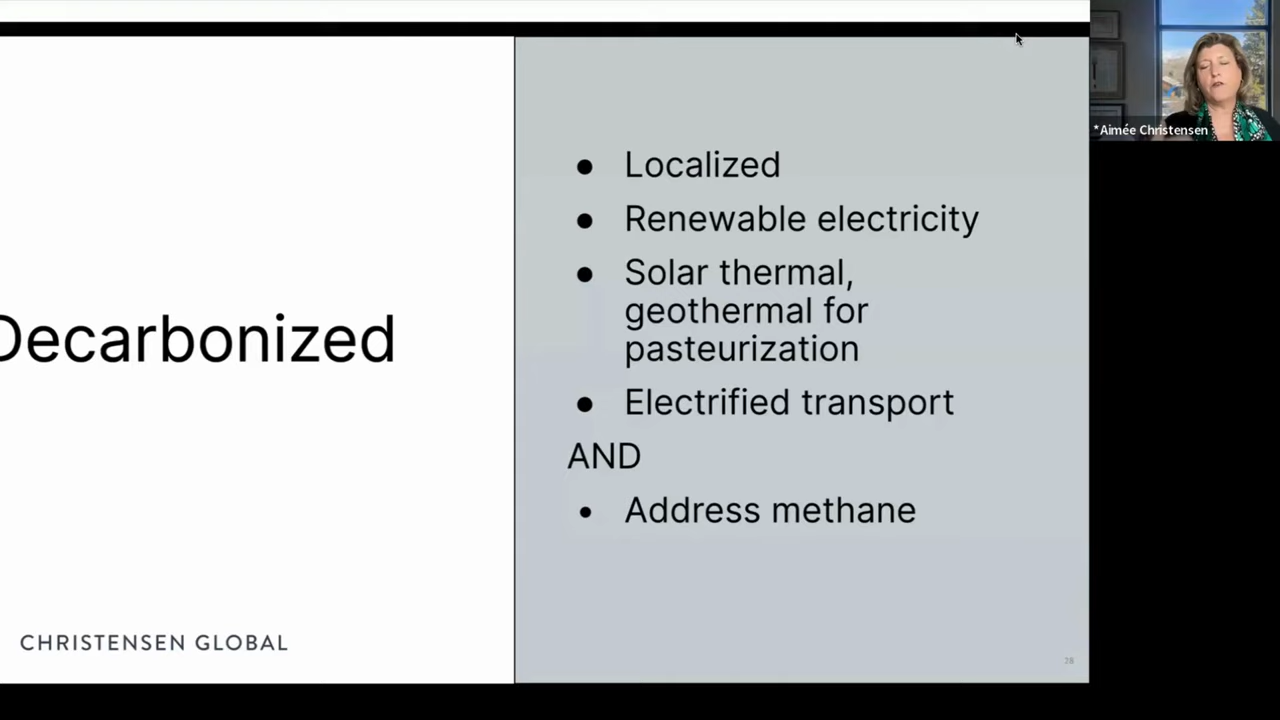 *Aimée Christensen
Decarbonized
● Localized
● Renewable electricity
● Solar thermal,
geothermal for
pasteurization
● Electrified transport
AND
• Address methane
CHRISTENSEN GLOBAL
28